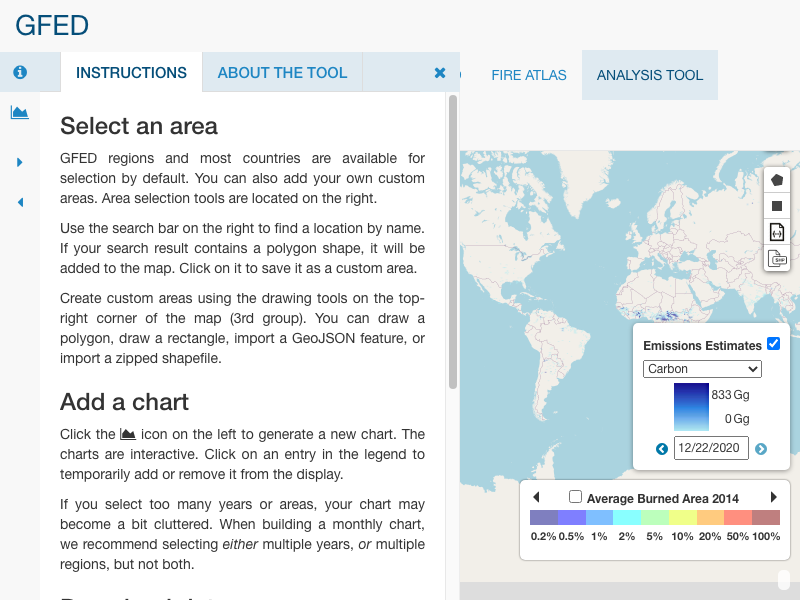 GFED
INSTRUCTIONS
ABOUT THE TOOL
FIRE ATLAS
ANALYSIS TOOL
Select an area
GFED regions and most countries are available for
selection by default. You can also add your own custom
areas. Area selection tools are located on the right.
Use the search bar on the right to find a location by name.
If your search result contains a polygon shape, it will be
added to the map. Click on it to save it as a custom area.
Create custom areas using the drawing tools on the top-
right corner of the map (3rd group). You can draw a
polygon, draw a rectangle, import a GeoJSON feature, or
import a zipped shapefile.
Add a chart
Click the icon on the left to generate a new chart. The
charts are interactive. Click on an entry in the legend to
temporarily add or remove it from the display.
If you select too many years or areas, your chart may
become a bit cluttered. When building a monthly chart,
we recommend selecting either multiple years, or multiple
regions, but not both.
SHP
Emissions Estimates
Carbon
833 Gg
0 Gg
12/22/2020
Average Burned Area 2014
0.2% 0.5% 1% 2% 5% 10% 20% 50% 100%